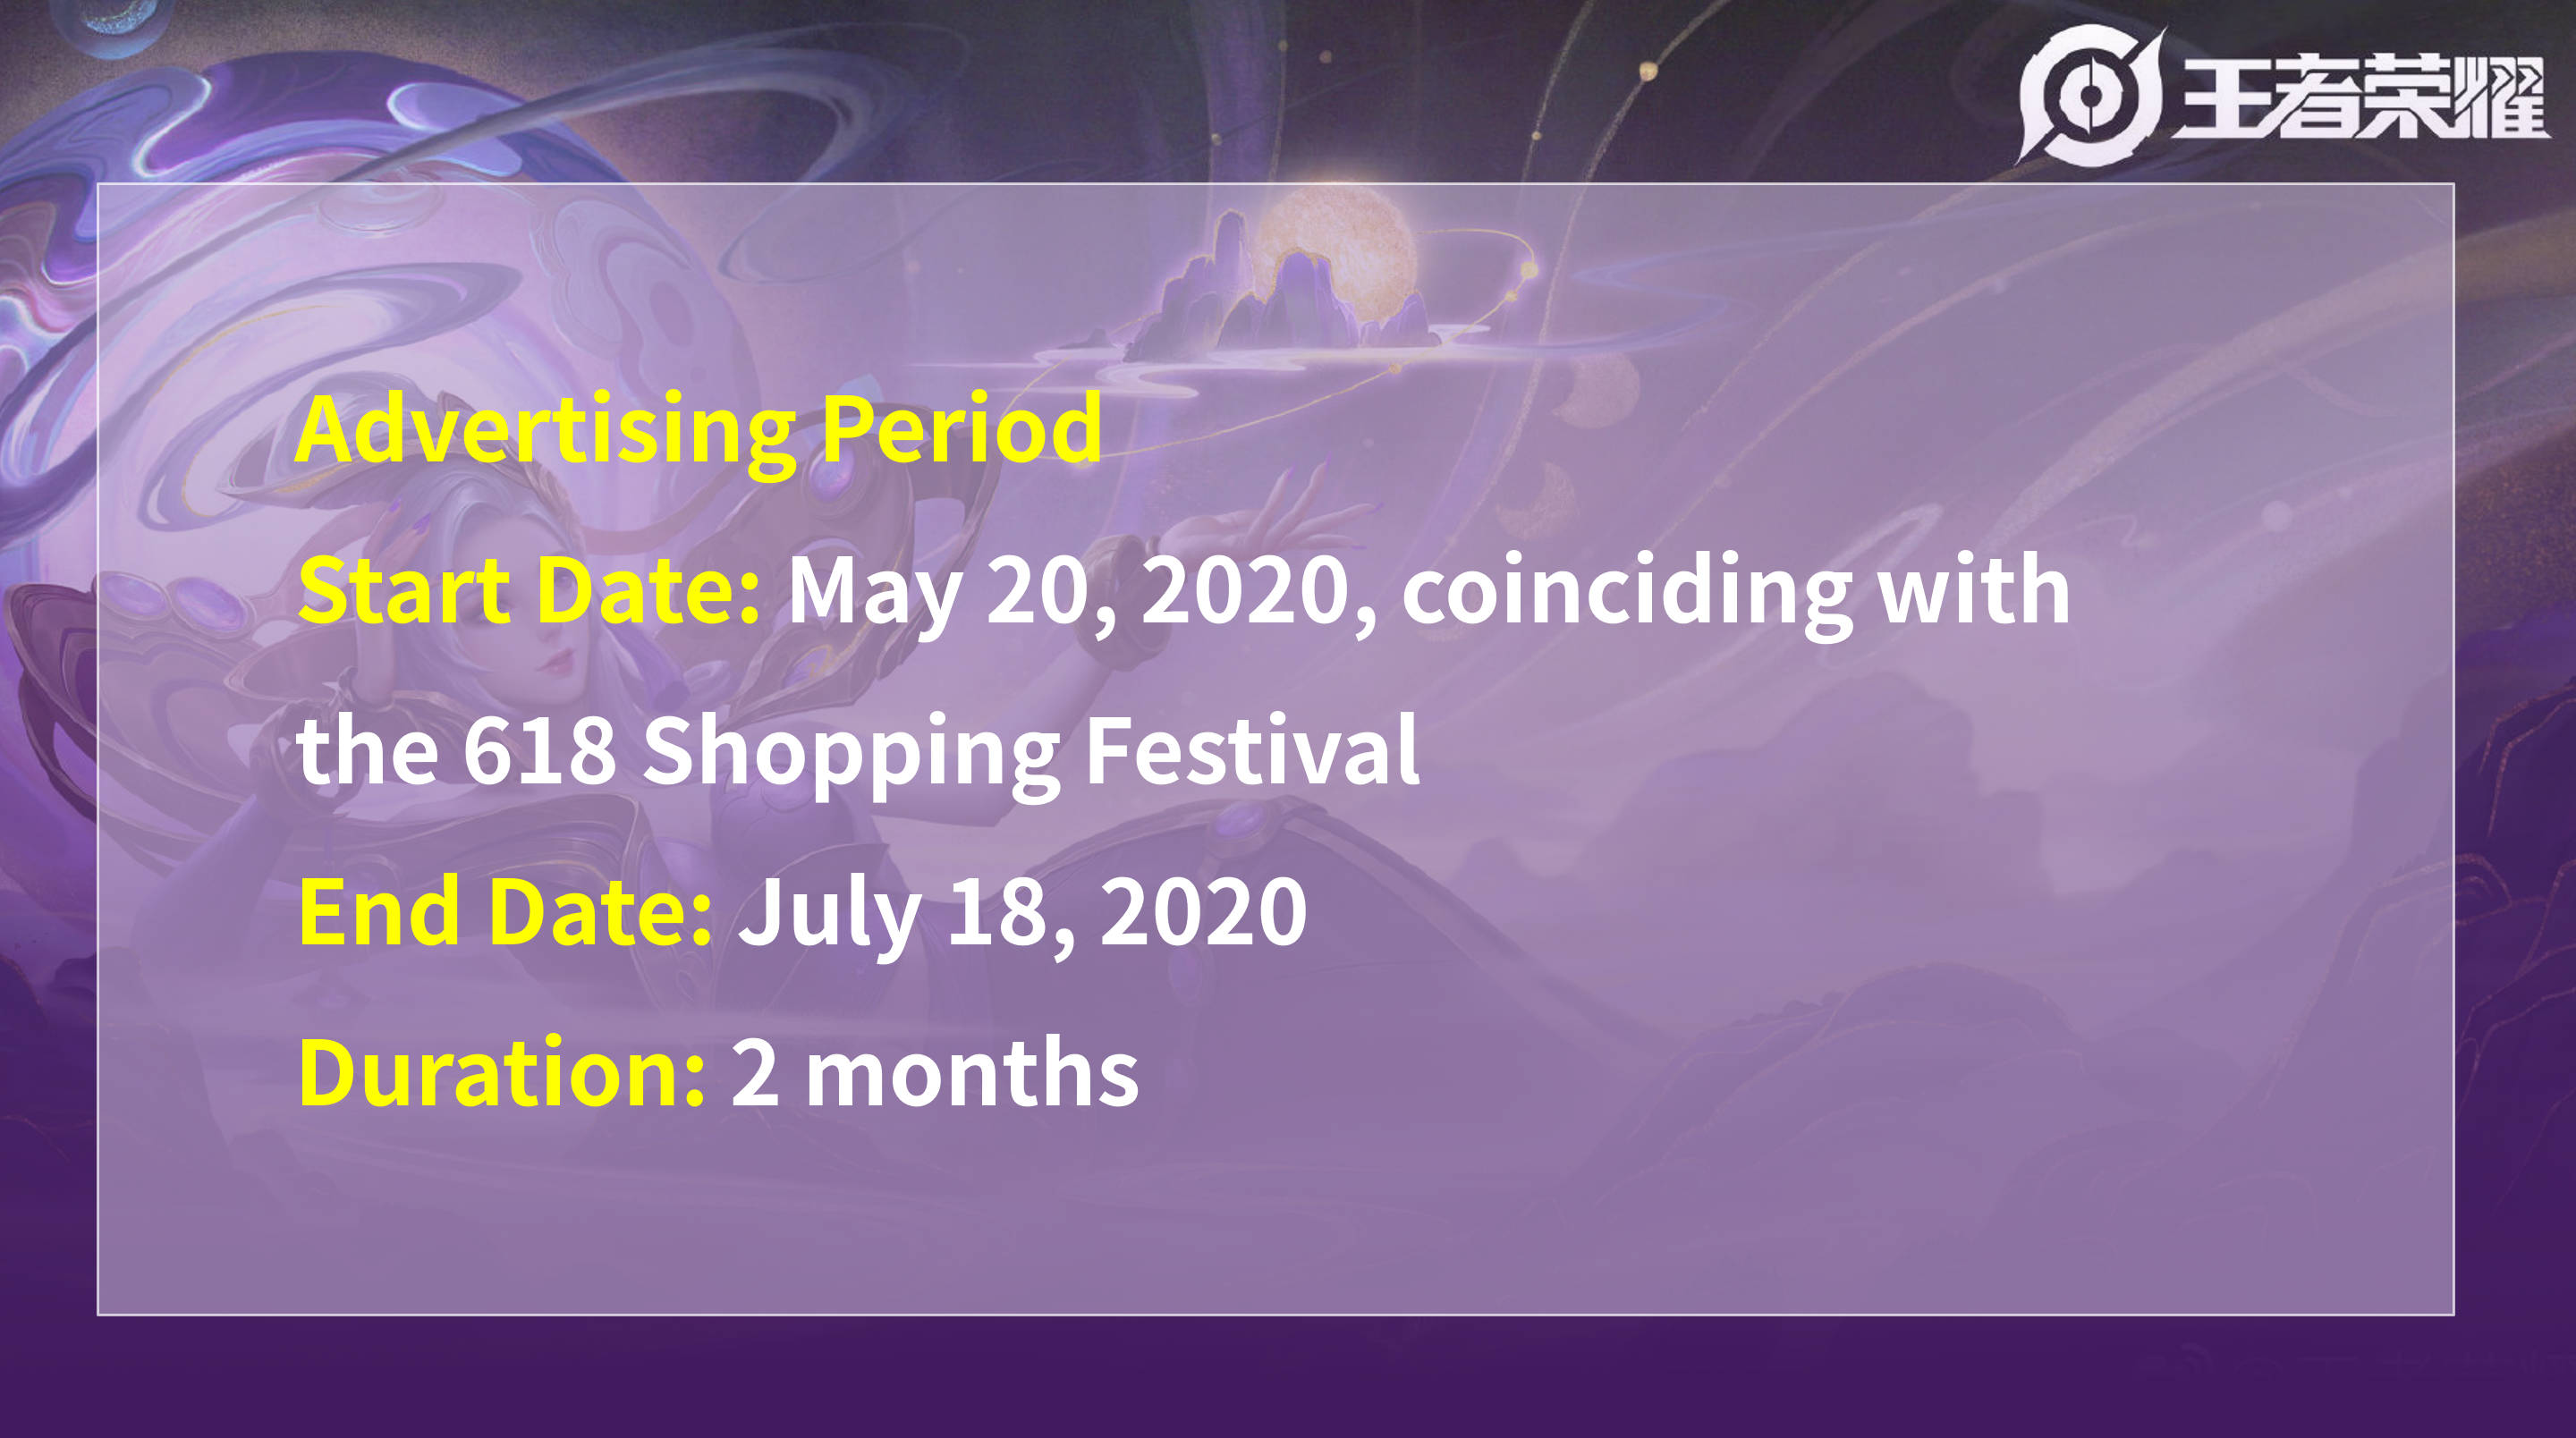 王者荣耀
Advertising Period
Start Date: May 20, 2020, coinciding with
the 618 Shopping Festival
End Date: July 18, 2020
Duration: 2 months